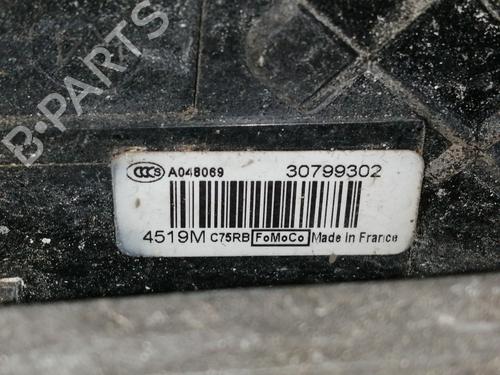 B-PARTS
CCC S A048069 30799302
4519M C75RB FoMoCo Made In France